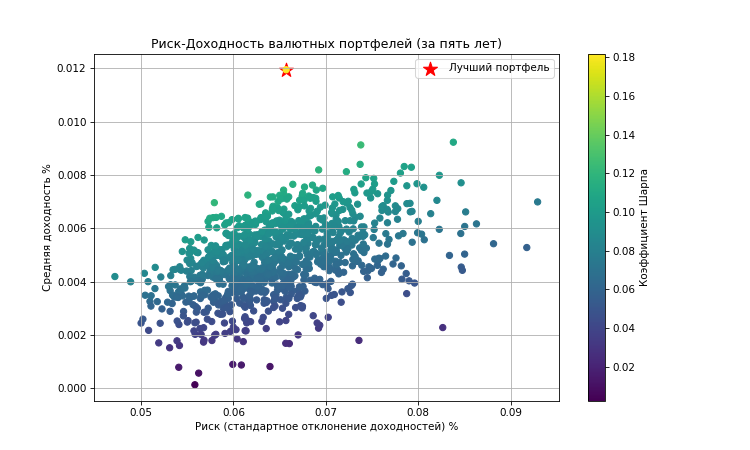 Риск-Доходность валютных портфелей (за пять лет)
Лучший портфель
Средняя доходность %
0.012
0.010
0.008
0.006
0.004
0.002
0.000
0.05 0.06 0.07 0.08 0.09
Риск (стандартное отклонение доходностей) %
0.18
0.16
0.14
0.12
0.10
0.08
0.06
0.04
0.02
Коэффициент Шарпа